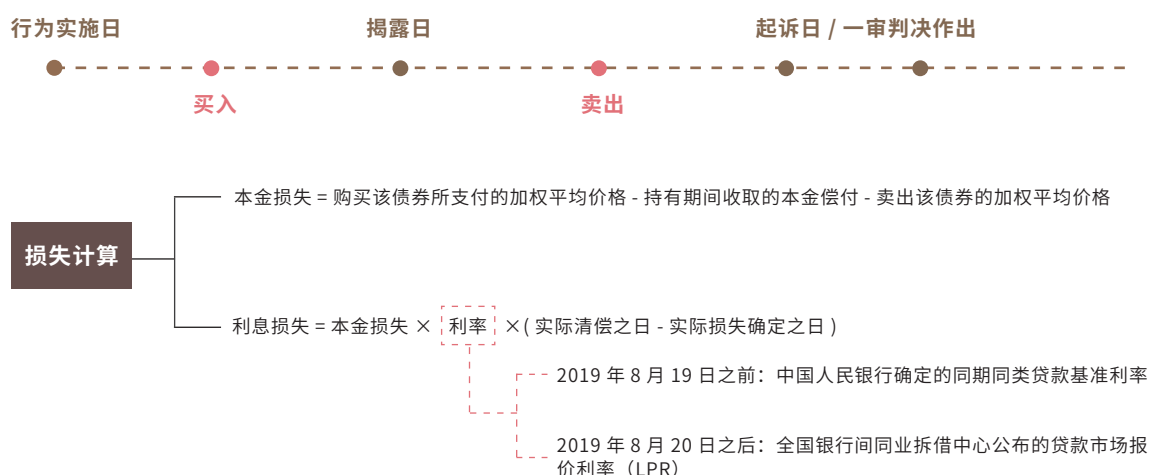 行为实施日
揭露日
起诉日 / 一审判决作出
买入
卖出
本金损失 = 购买该债券所支付的加权平均价格 - 持有期间收取的本金偿付 - 卖出该债券的加权平均价格
损失计算
利息损失 = 本金损失 × 利率 ×( 实际清偿之日 - 实际损失确定之日 )
2019 年 8 月 19 日之前：中国人民银行确定的同期同类贷款基准利率
2019 年 8 月 20 日之后：全国银行间同业拆借中心公布的贷款市场报
价利率（LPR）